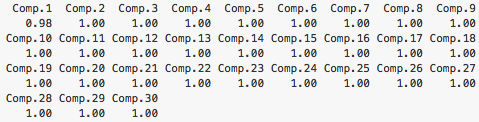 Comp.1 Comp.2 Comp.3 Comp.4 Comp.5 Comp.6 Comp.7 Comp.8 Comp.9
0.98 1.00 1.00 1.00 1.00 1.00 1.00 1.00 1.00
Comp.10 Comp.11 Comp.12 Comp.13 Comp.14 Comp.15 Comp.16 Comp.17 Comp.18
1.00 1.00 1.00 1.00 1.00 1.00 1.00 1.00 1.00
Comp.19 Comp.20 Comp.21 Comp.22 Comp.23 Comp.24 Comp.25 Comp.26 Comp.27
1.00 1.00 1.00 1.00 1.00 1.00 1.00 1.00 1.00
Comp.28 Comp.29 Comp.30
1.00 1.00 1.00